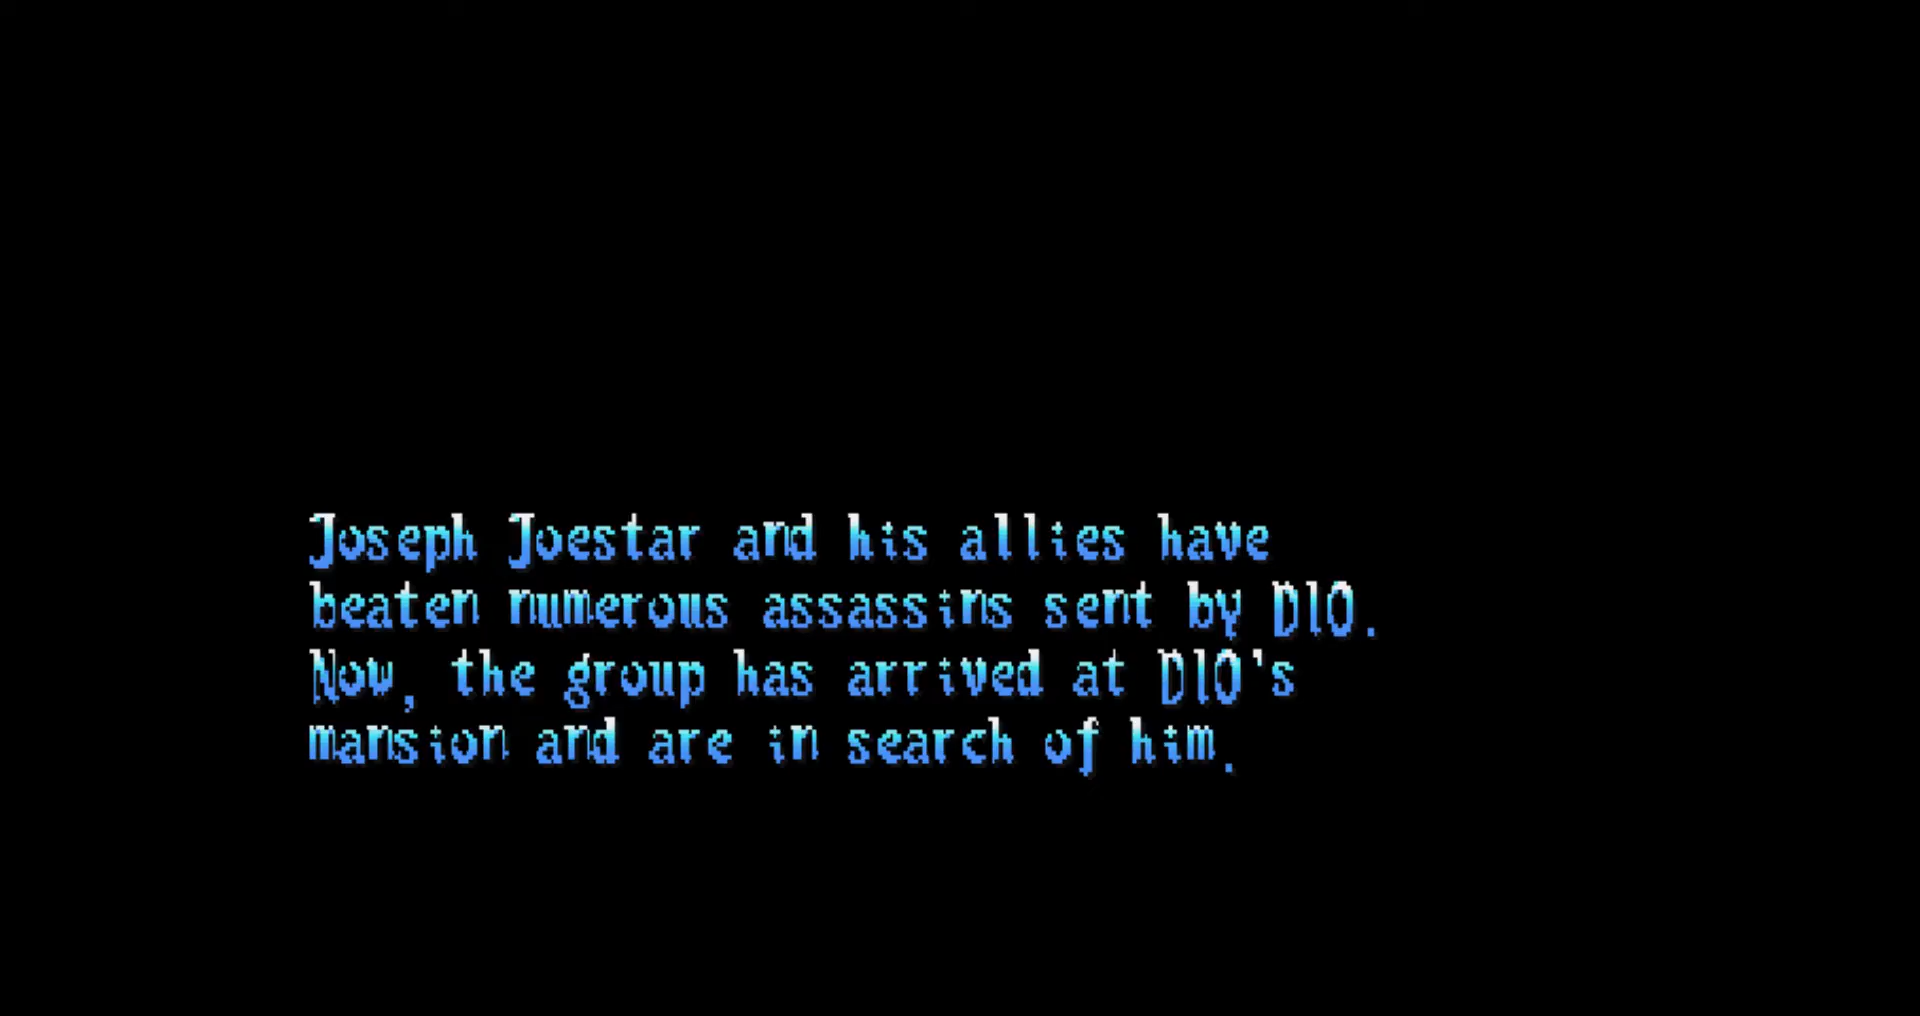 Joseph Joestar and his allies have
beaten numerous assassins sent by DIO.
Now, the group has arrived at DIO's
mansion and are in search of him.